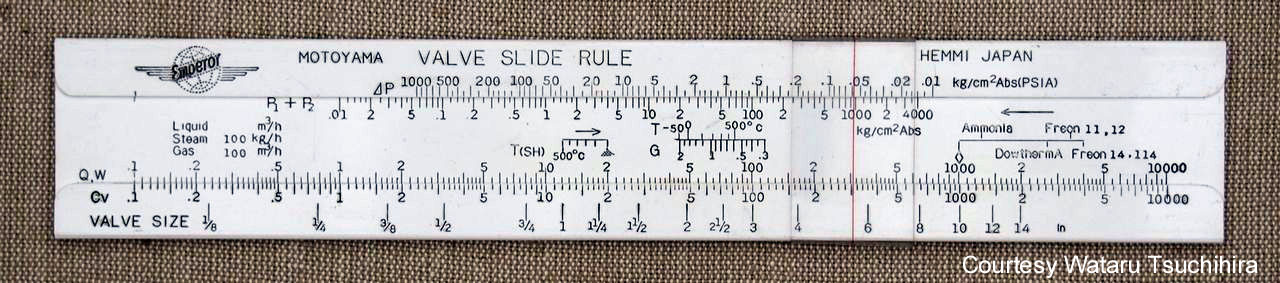 Emperor MOTOYAMA VALVE SLIDE RULE HEMMI JAPAN
ΔP 1000 500 200 100 50 20 10 5 2 1 .5 .2 .1 .05 .02 .01 kg/cm²Abs(PSIA)
P₁ + P₂ .01 2 5 .1 2 5 1 2 5 10 2 5 100 2 5 1000 2 4000 kg/cm²Abs
Liquid m³/h T -50° 500°c Ammonia Freon 11,12
Steam 100 kg/h
Gas 100 m³/h T(SH) 500°c G 2 1 .5 .3 DowthermA Freon 14.114
Q,W .1 .2 .5 1 2 5 10 2 5 100 2 5 1000 2 5 10000
Cv .1 .2 .5 1 2 5 10 2 5 100 2 5 1000 2 5 10000
VALVE SIZE 1/8 1/4 3/8 1/2 3/4 1 1¼ 1½ 2 2½ 3 4 6 8 10 12 14 In
Courtesy Wataru Tsuchihira